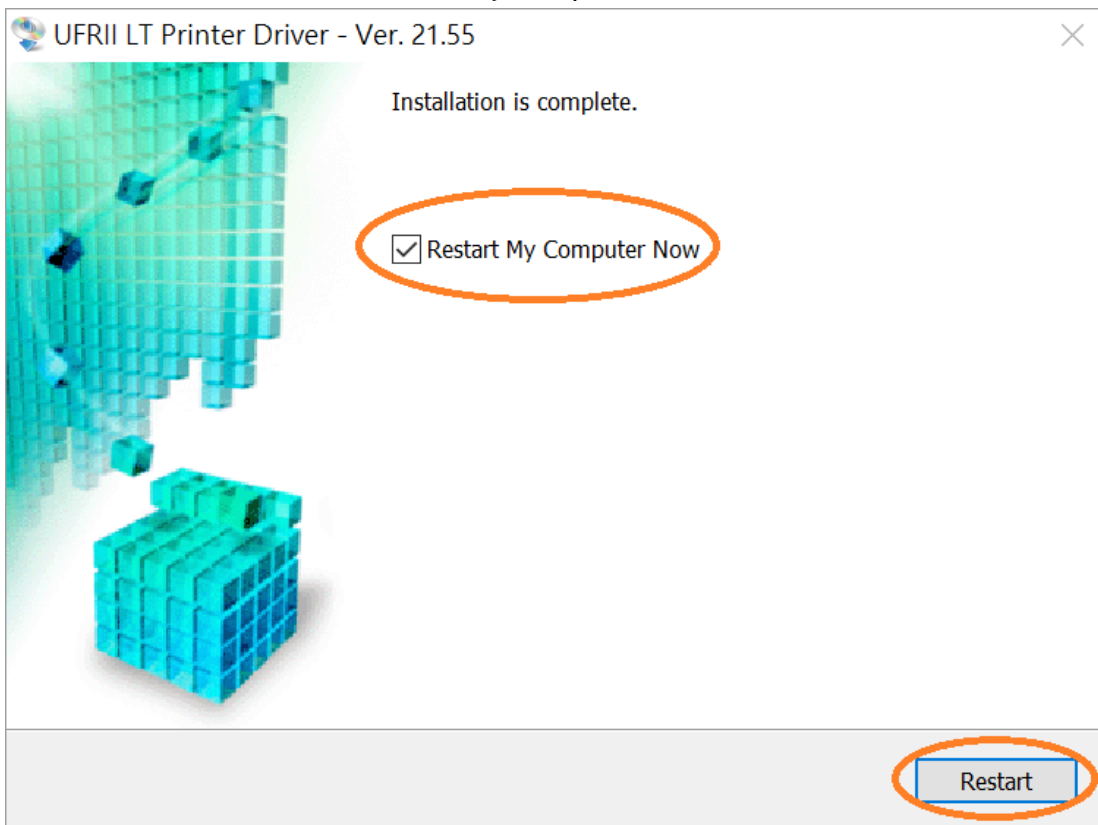 UFRII LT Printer Driver - Ver. 21.55
Installation is complete.
Restart My Computer Now
Restart